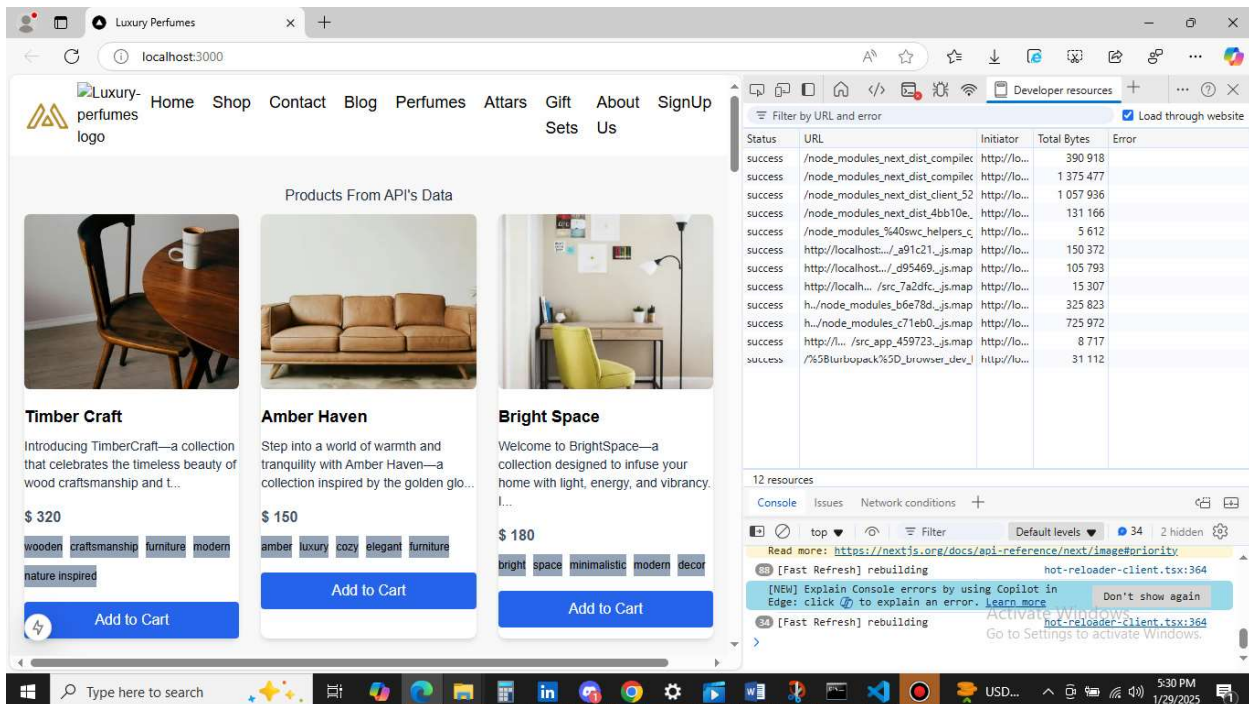 Luxury Perfumes
localhost:3000
Luxury-
perfumes
logo
Home Shop Contact Blog Perfumes Attars Gift Sets About Us SignUp
Products From API's Data
Timber Craft
Introducing TimberCraft—a collection
that celebrates the timeless beauty of
wood craftsmanship and t...
$ 320
wooden craftsmanship furniture modern
nature inspired
Add to Cart
Amber Haven
Step into a world of warmth and
tranquility with Amber Haven—a
collection inspired by the golden glo...
$ 150
amber luxury cozy elegant furniture
Add to Cart
Bright Space
Welcome to BrightSpace—a
collection designed to infuse your
home with light, energy, and vibrancy.
I...
$ 180
bright space minimalistic modern decor
Add to Cart
Developer resources
Filter by URL and error Load through website
Status URL Initiator Total Bytes Error
success /node_modules_next_dist_compilec http://lo... 390 918
success /node_modules_next_dist_compilec http://lo... 1 375 477
success /node_modules_next_dist_client_52 http://lo... 1 057 936
success /node_modules_next_dist_4bb10e._ http://lo... 131 166
success /node_modules_%40swc_helpers_c http://lo... 5 612
success http://localhost:.../_a91c21._.js.map http://lo... 150 372
success http://localhost.../_d95469._.js.map http://lo... 105 793
success http://localh... /src_7a2dfc._.js.map http://lo... 15 307
success h.../node_modules_b6e78d._.js.map http://lo... 325 823
success h.../node_modules_c71eb0._.js.map http://lo... 725 972
success http://l... /src_app_459723._.js.map http://lo... 8 717
success /%5Bturbopack%5D_browser_dev_ http://lo... 31 112
12 resources
Console Issues Network conditions
top Filter Default levels 34 2 hidden
Read more: https://nextjs.org/docs/api-reference/next/image#priority
88 [Fast Refresh] rebuilding hot-reloader-client.tsx:364
[NEW] Explain Console errors by using Copilot in
Edge: click to explain an error. Learn more
Don't show again
34 [Fast Refresh] rebuilding hot-reloader-client.tsx:364
Activate Windows
Go to Settings to activate Windows.
Type here to search
USD...
5:30 PM
1/29/2025